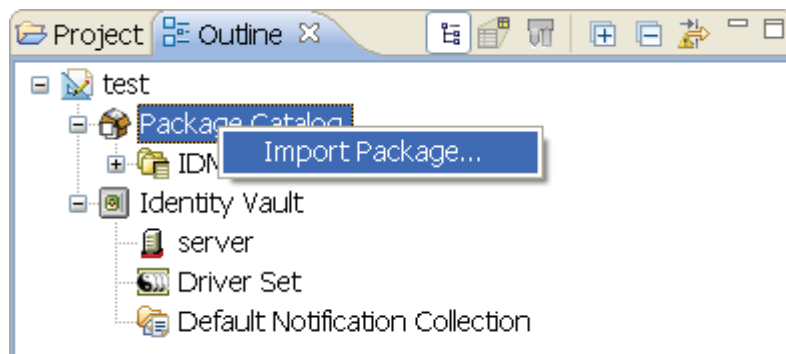 Project Outline
test
Package Catalog
Import Package...
IDM
Identity Vault
server
Driver Set
Default Notification Collection